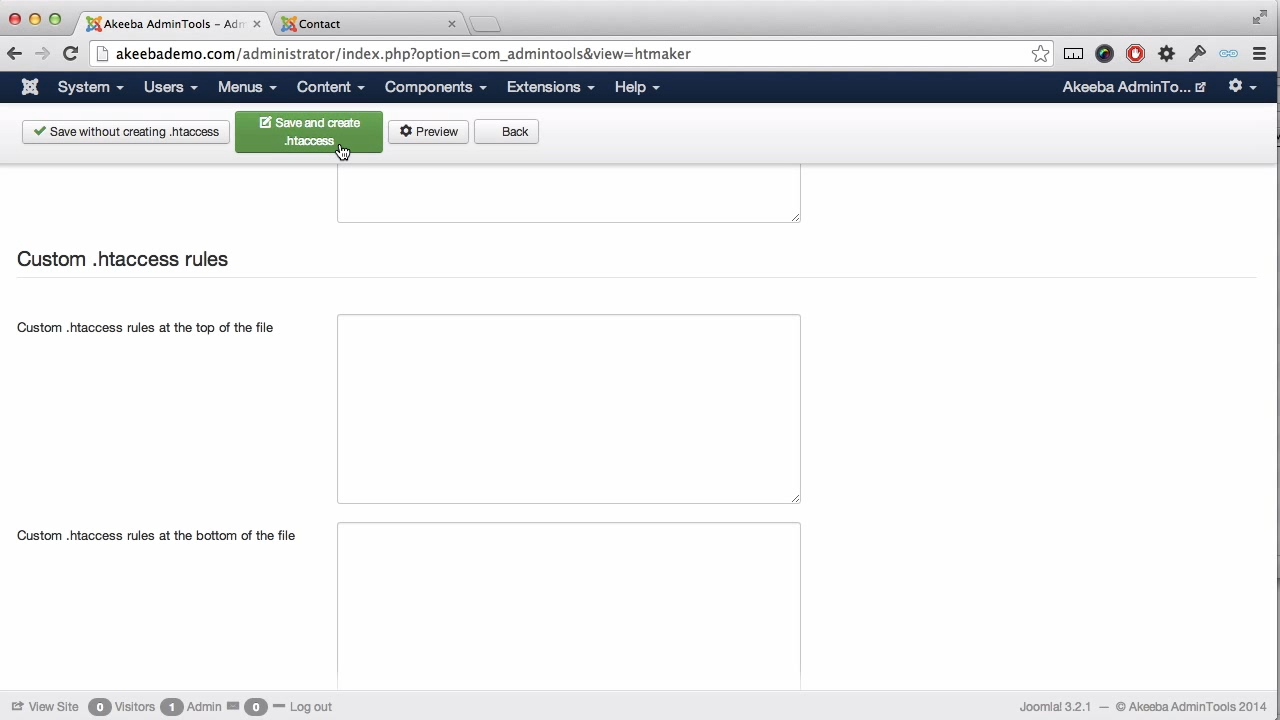 Akeeba AdminTools – Adm
Contact
akeebademo.com/administrator/index.php?option=com_admintools&view=htmaker
System Users Menus Content Components Extensions Help Akeeba AdminTo...
Save without creating .htaccess
Save and create
.htaccess
Preview
Back
Custom .htaccess rules
Custom .htaccess rules at the top of the file
Custom .htaccess rules at the bottom of the file
View Site 0 Visitors 1 Admin 0 Log out Joomla! 3.2.1 — © Akeeba AdminTools 2014